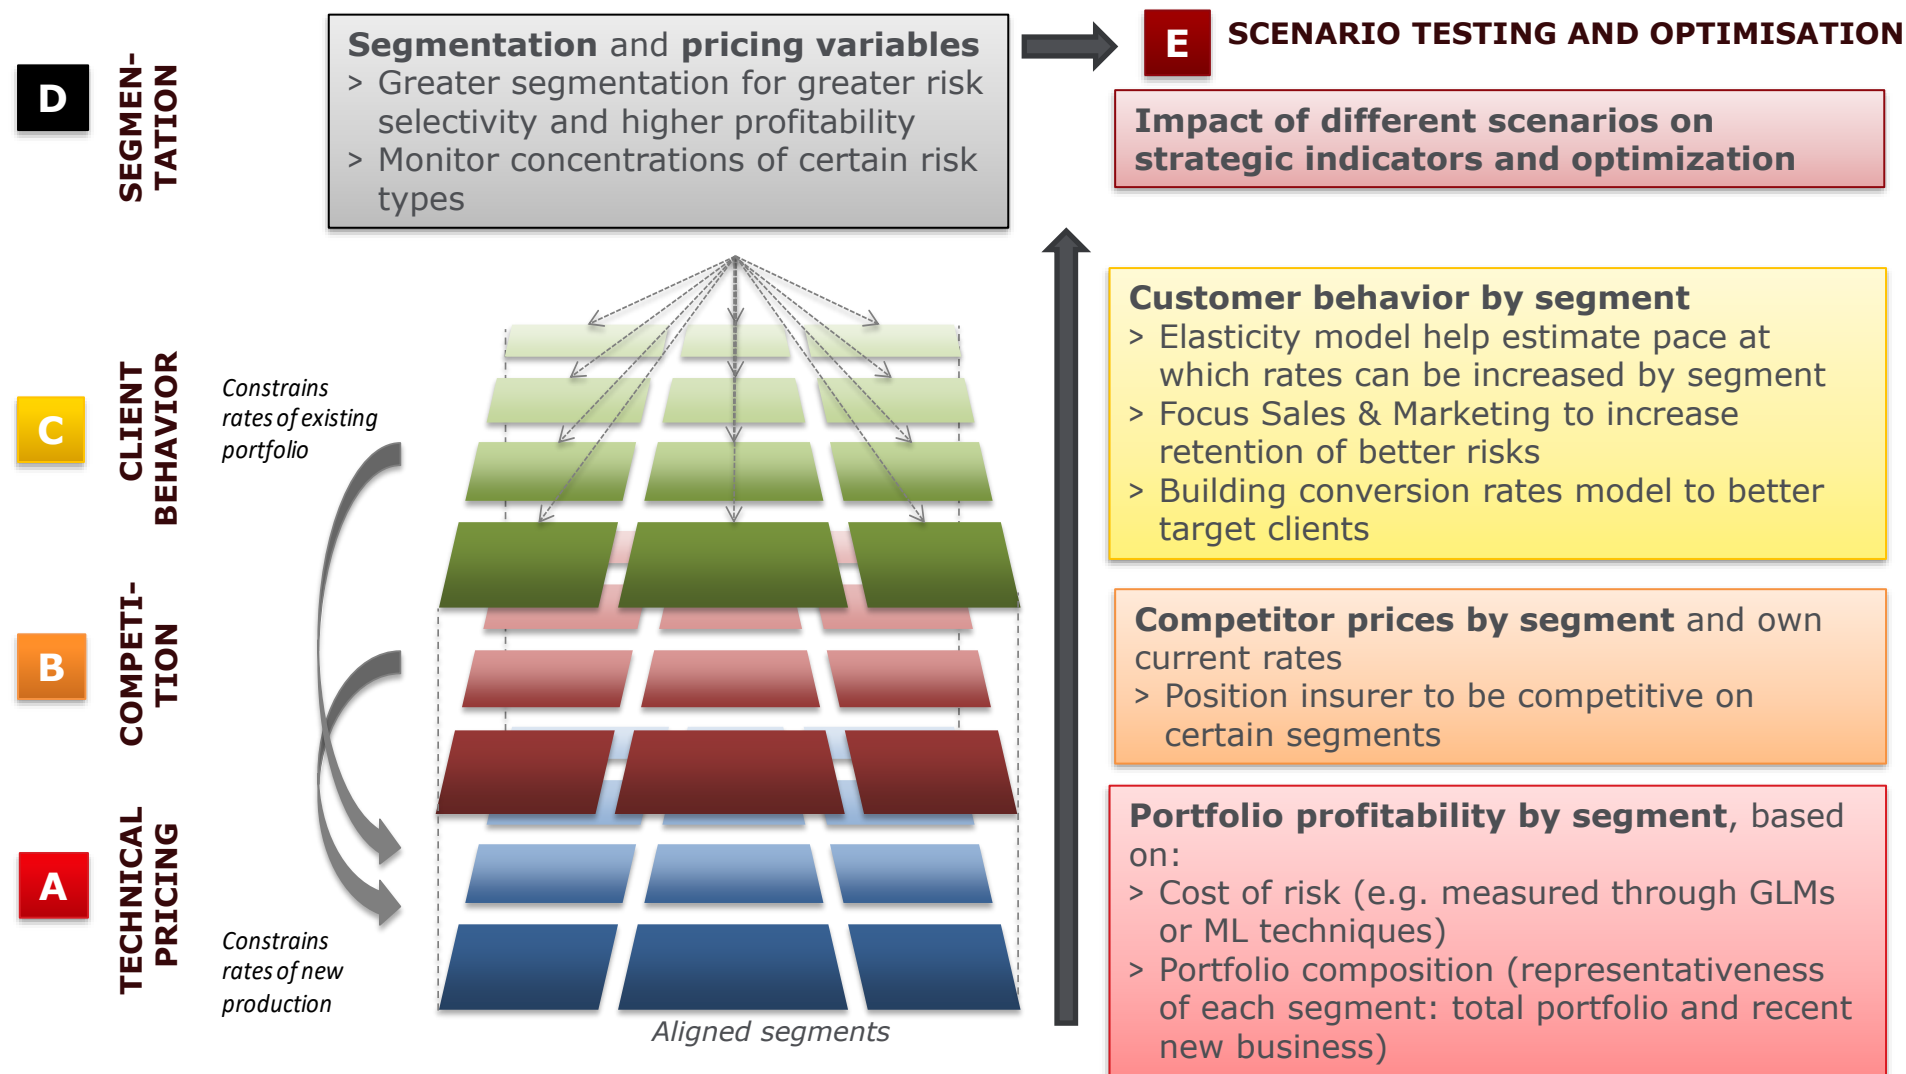 D
SEGMEN-
TATION
Segmentation and pricing variables
> Greater segmentation for greater risk
selectivity and higher profitability
> Monitor concentrations of certain risk
types
E
SCENARIO TESTING AND OPTIMISATION
Impact of different scenarios on
strategic indicators and optimization
C
CLIENT
BEHAVIOR
Constrains
rates of existing
portfolio
Customer behavior by segment
> Elasticity model help estimate pace at
which rates can be increased by segment
> Focus Sales & Marketing to increase
retention of better risks
> Building conversion rates model to better
target clients
B
COMPETI-
TION
Competitor prices by segment and own
current rates
> Position insurer to be competitive on
certain segments
A
TECHNICAL
PRICING
Constrains
rates of new
production
Aligned segments
Portfolio profitability by segment, based
on:
> Cost of risk (e.g. measured through GLMs
or ML techniques)
> Portfolio composition (representativeness
of each segment: total portfolio and recent
new business)